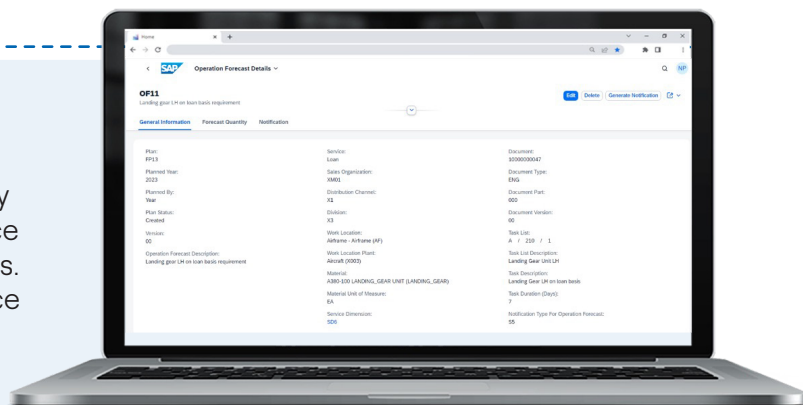 Home
SAP Operation Forecast Details
NP
OF11
Landing gear LH on loan basis requirement
Edit Delete Generate Notification
General Information Forecast Quantity Notification
Plan:
FP13
Planned Year:
2023
Planned By:
Year
Plan Status:
Created
Version:
00
Operation Forecast Description:
Landing gear LH on loan basis requirement
Service:
Loan
Sales Organization:
XM01
Distribution Channel:
X1
Division:
X3
Work Location:
Airframe - Airframe (AF)
Work Location Plant:
Aircraft (X003)
Material:
A380-100 LANDING_GEAR UNIT (LANDING_GEAR)
Material Unit of Measure:
EA
Service Dimension:
SD6
Document:
10000000047
Document Type:
ENG
Document Part:
000
Document Version:
00
Task List:
A / 210 / 1
Task List Description:
Landing Gear Unit LH
Task Description:
Landing Gear LH on loan basis
Task Duration (Days):
7
Notification Type For Operation Forecast:
S5
y
ce
s.
ce